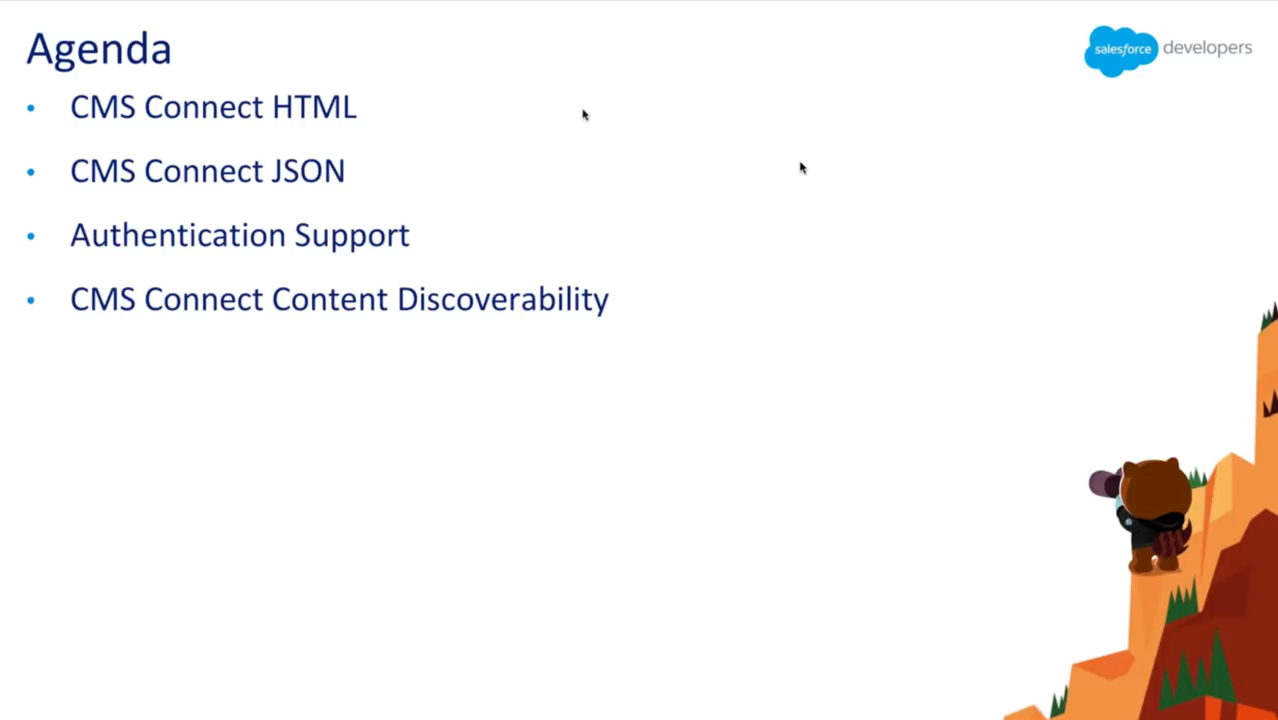 Agenda
salesforce developers
• CMS Connect HTML
• CMS Connect JSON
• Authentication Support
• CMS Connect Content Discoverability